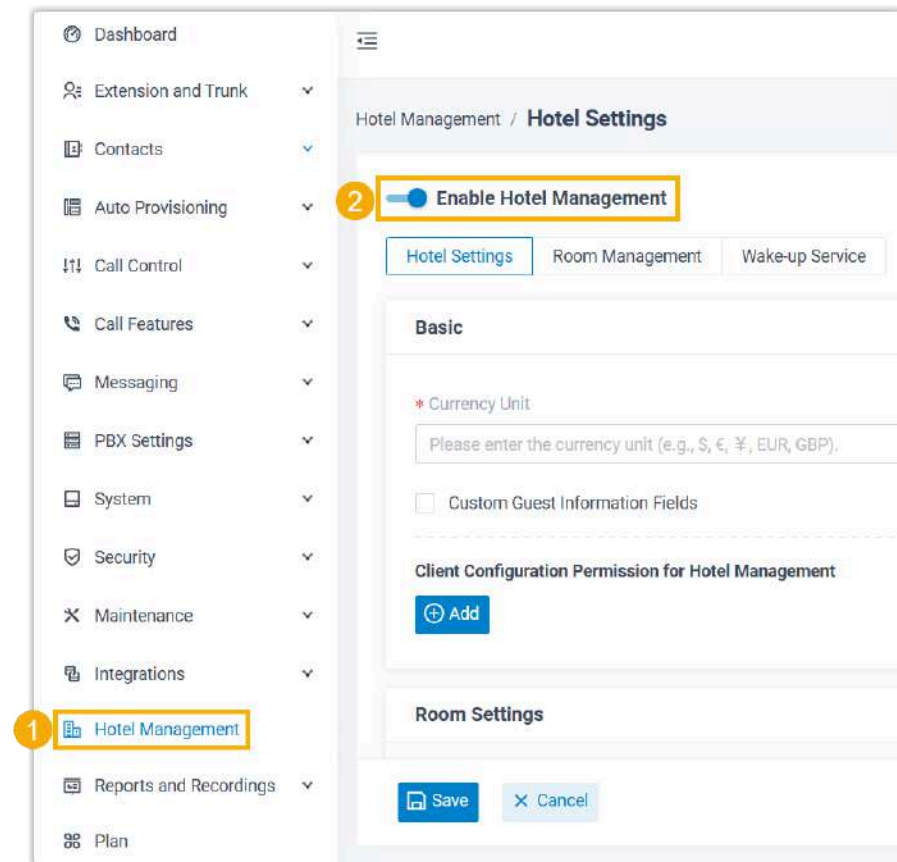 Dashboard
Extension and Trunk
Contacts
Auto Provisioning
Call Control
Call Features
Messaging
PBX Settings
System
Security
Maintenance
Integrations
1
Hotel Management
Reports and Recordings
Plan
Hotel Management / Hotel Settings
2
Enable Hotel Management
Hotel Settings
Room Management
Wake-up Service
Basic
* Currency Unit
Please enter the currency unit (e.g., $, €, ¥, EUR, GBP).
Custom Guest Information Fields
Client Configuration Permission for Hotel Management
Add
Room Settings
Save
Cancel